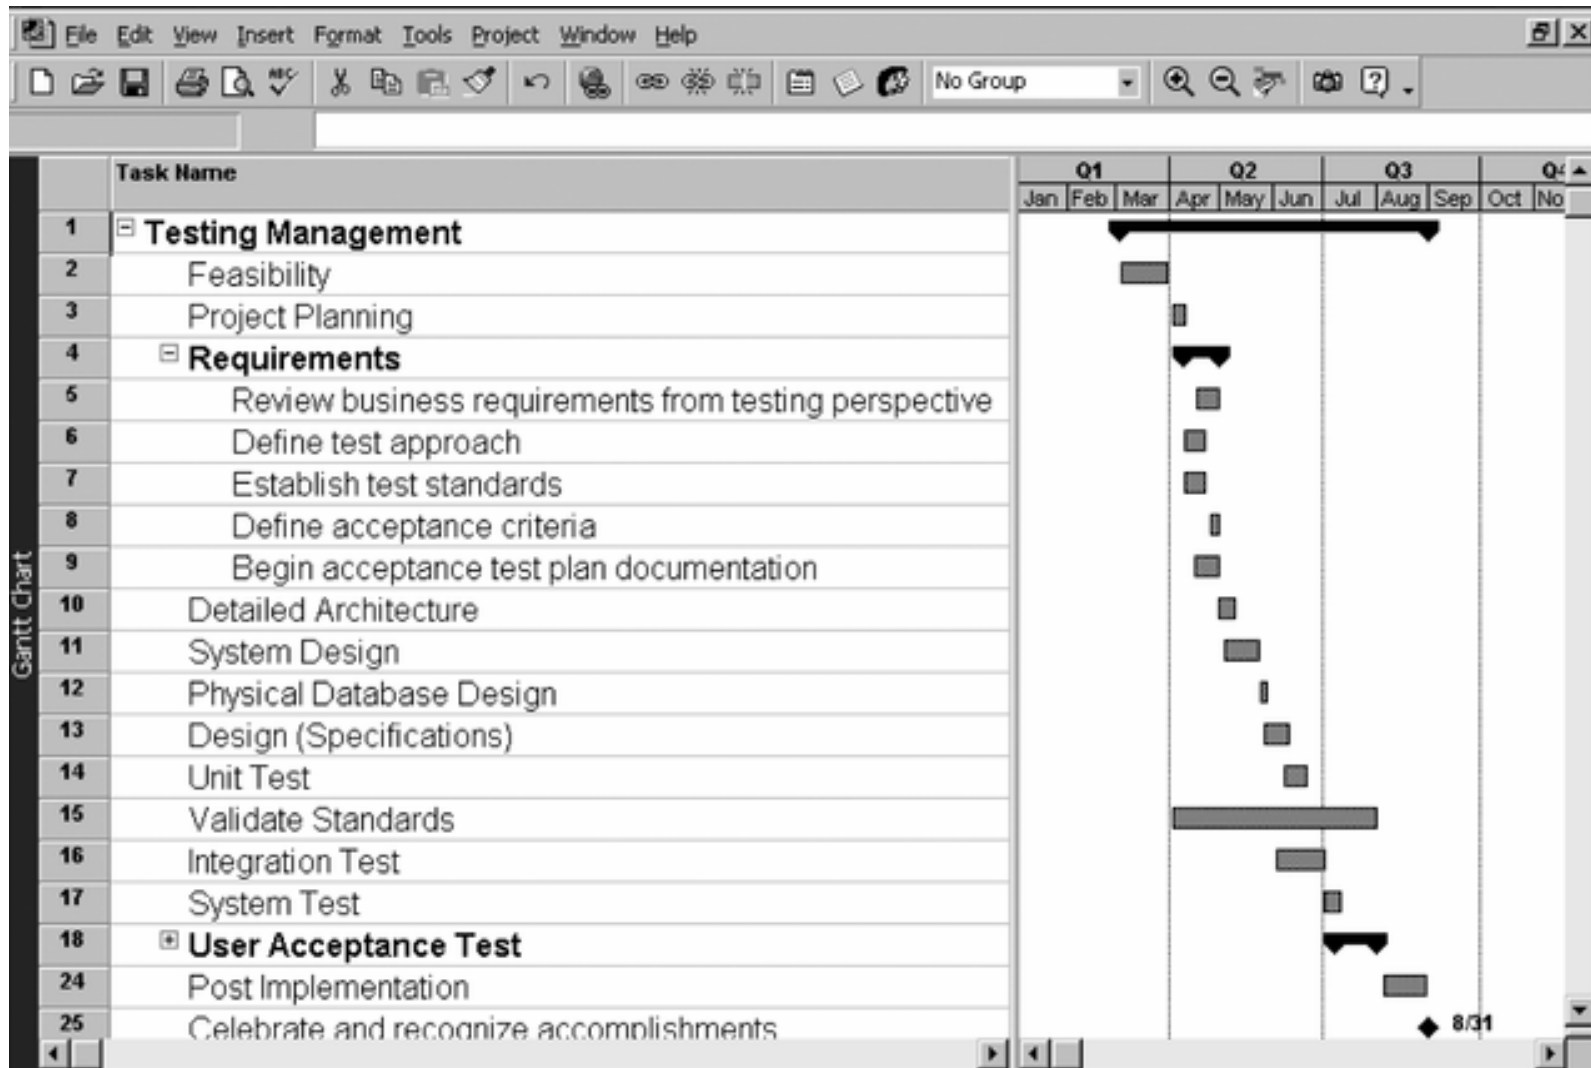 File Edit View Insert Format Tools Project Window Help
ABC No Group
Task Name Q1 Q2 Q3
Jan Feb Mar Apr May Jun Jul Aug Sep Oct No
1 Testing Management
2 Feasibility
3 Project Planning
4 Requirements
5 Review business requirements from testing perspective
6 Define test approach
7 Establish test standards
8 Define acceptance criteria
9 Begin acceptance test plan documentation
10 Detailed Architecture
11 System Design
12 Physical Database Design
13 Design (Specifications)
14 Unit Test
15 Validate Standards
16 Integration Test
17 System Test
18 User Acceptance Test
24 Post Implementation
25 Celebrate and recognize accomplishments 8/31
Gantt Chart